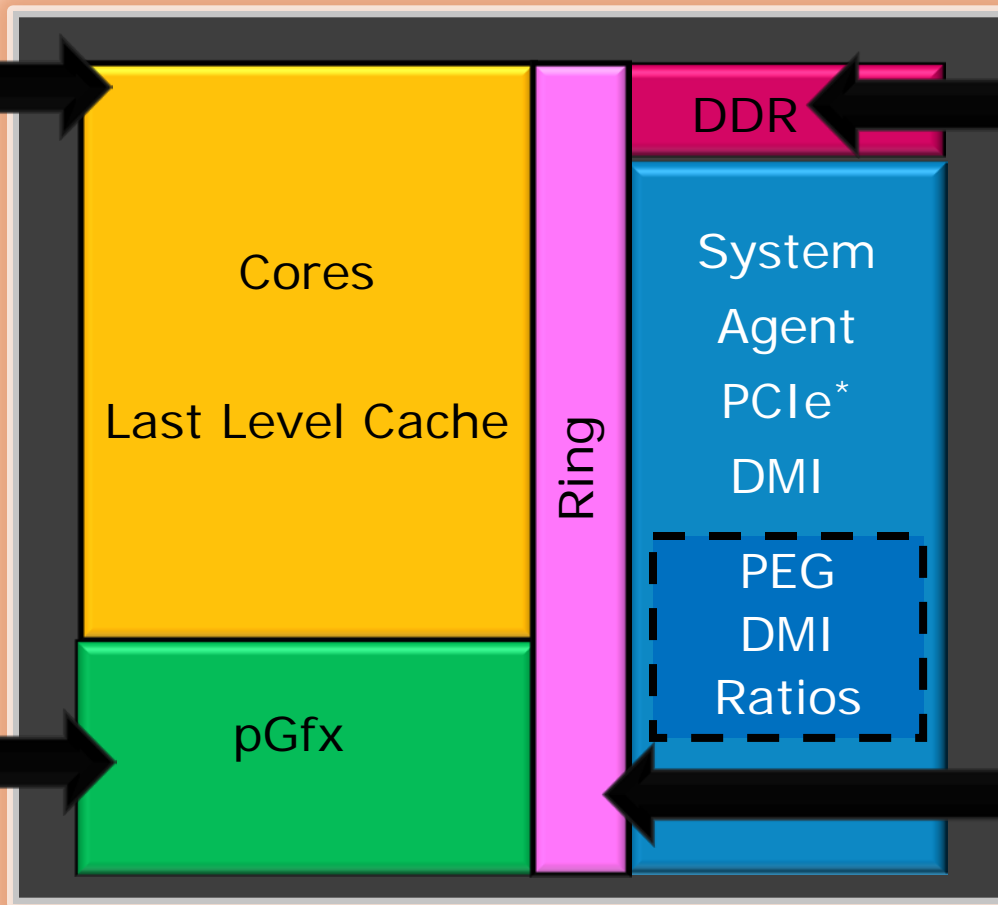 Cores
Last Level Cache
pGfx
Ring
DDR
System
Agent
PCIe*
DMI
PEG
DMI
Ratios